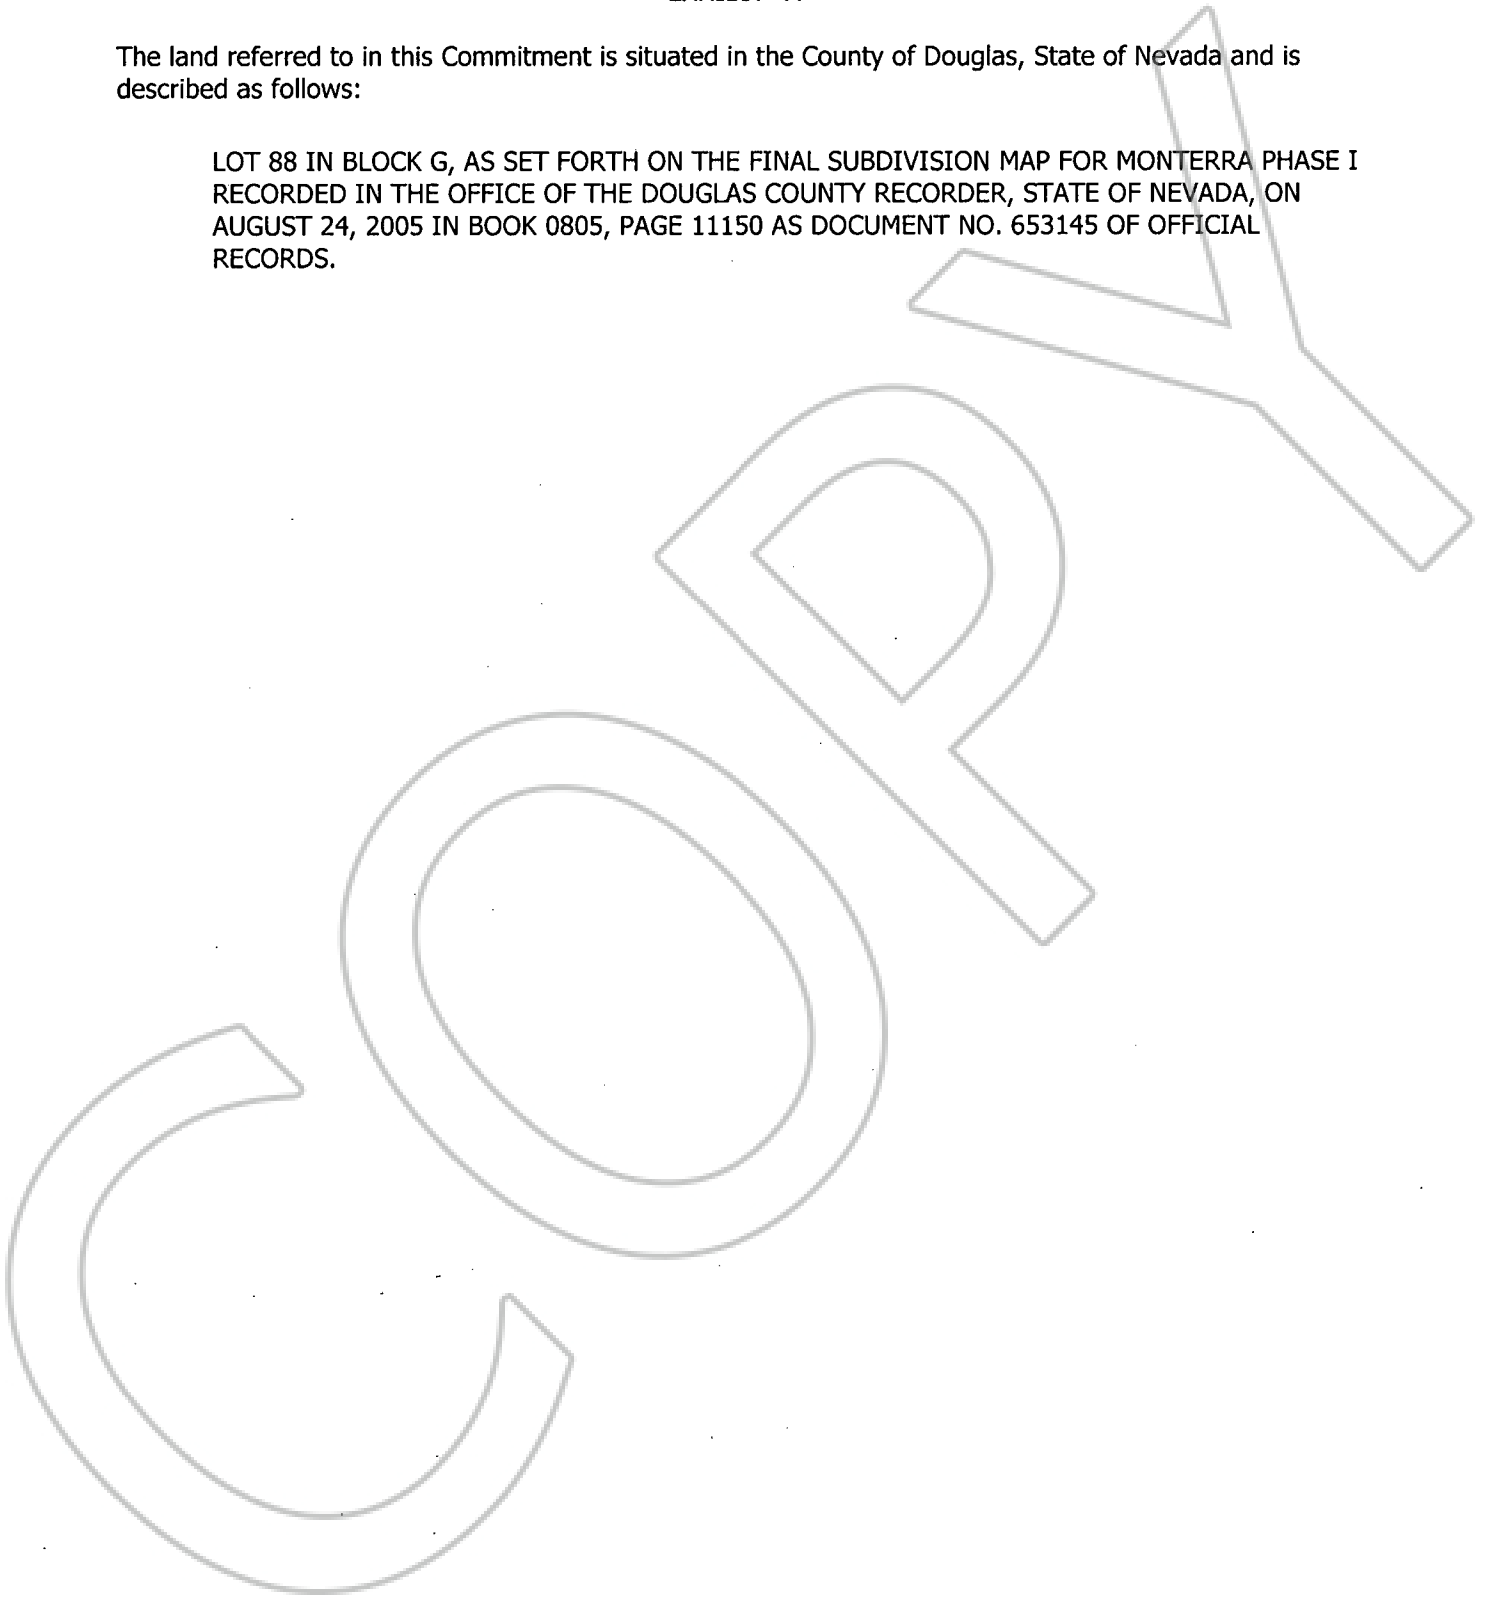 The land referred to in this Commitment is situated in the County of Douglas, State of Nevada and is
described as follows:
LOT 88 IN BLOCK G, AS SET FORTH ON THE FINAL SUBDIVISION MAP FOR MONTERRA PHASE I
RECORDED IN THE OFFICE OF THE DOUGLAS COUNTY RECORDER, STATE OF NEVADA, ON
AUGUST 24, 2005 IN BOOK 0805, PAGE 11150 AS DOCUMENT NO. 653145 OF OFFICIAL
RECORDS.
COPY